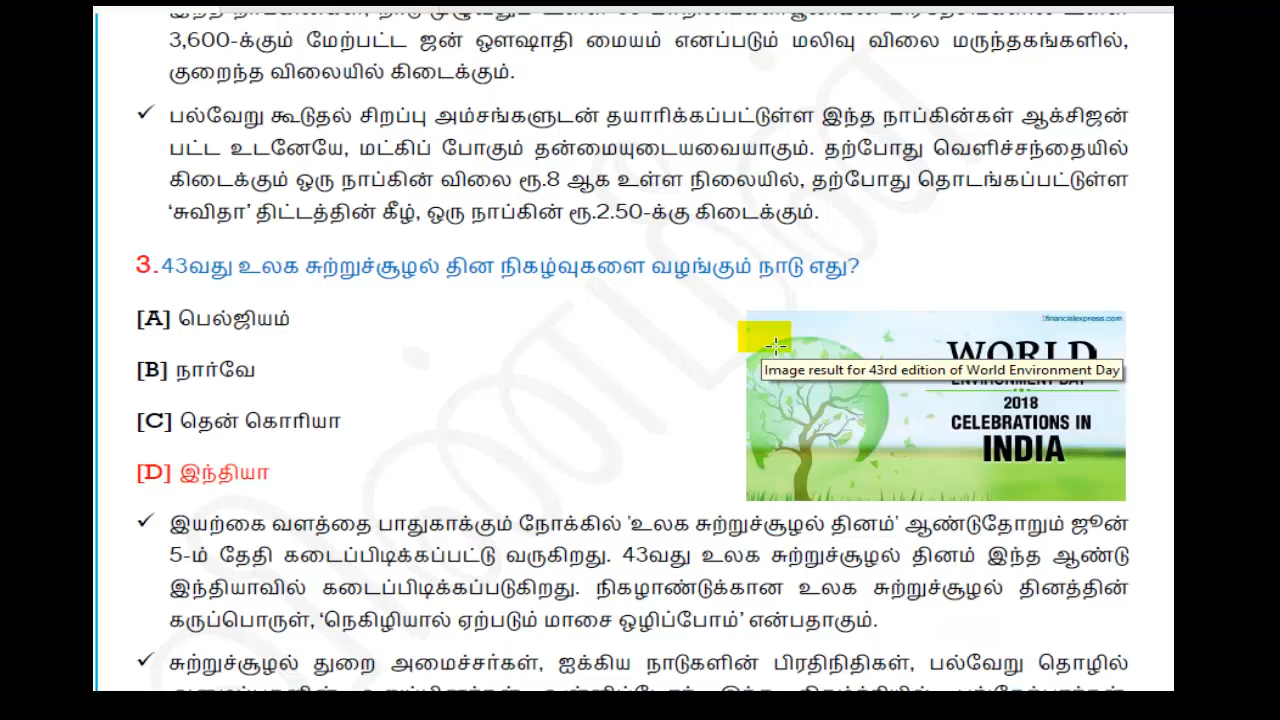 3,600-க்கும் மேற்பட்ட ஜன் ஔஷாதி மையம் எனப்படும் மலிவு விலை மருந்தகங்களில்,
குறைந்த விலையில் கிடைக்கும்.
✓ பல்வேறு கூடுதல் சிறப்பு அம்சங்களுடன் தயாரிக்கப்பட்டுள்ள இந்த நாப்கின்கள் ஆக்சிஜன்
பட்ட உடனேயே, மட்கிப் போகும் தன்மையுடையவையாகும். தற்போது வெளிச்சந்தையில்
கிடைக்கும் ஒரு நாப்கின் விலை ரூ.8 ஆக உள்ள நிலையில், தற்போது தொடங்கப்பட்டுள்ள
‘சுவிதா’ திட்டத்தின் கீழ், ஒரு நாப்கின் ரூ.2.50-க்கு கிடைக்கும்.
3. 43வது உலக சுற்றுச்சூழல் தின நிகழ்வுகளை வழங்கும் நாடு எது?
[A] பெல்ஜியம்
[B] நார்வே
[C] தென் கொரியா
[D] இந்தியா
financialexpress.com
WORLD
Image result for 43rd edition of World Environment Day
ENVIRONMENT DAY
2018
CELEBRATIONS IN
INDIA
✓ இயற்கை வளத்தை பாதுகாக்கும் நோக்கில் 'உலக சுற்றுச்சூழல் தினம்' ஆண்டுதோறும் ஜூன்
5-ம் தேதி கடைப்பிடிக்கப்பட்டு வருகிறது. 43வது உலக சுற்றுச்சூழல் தினம் இந்த ஆண்டு
இந்தியாவில் கடைப்பிடிக்கப்படுகிறது. நிகழாண்டுக்கான உலக சுற்றுச்சூழல் தினத்தின்
கருப்பொருள், ‘நெகிழியால் ஏற்படும் மாசை ஒழிப்போம்’ என்பதாகும்.
✓ சுற்றுச்சூழல் துறை அமைச்சர்கள், ஐக்கிய நாடுகளின் பிரதிநிதிகள், பல்வேறு தொழில்